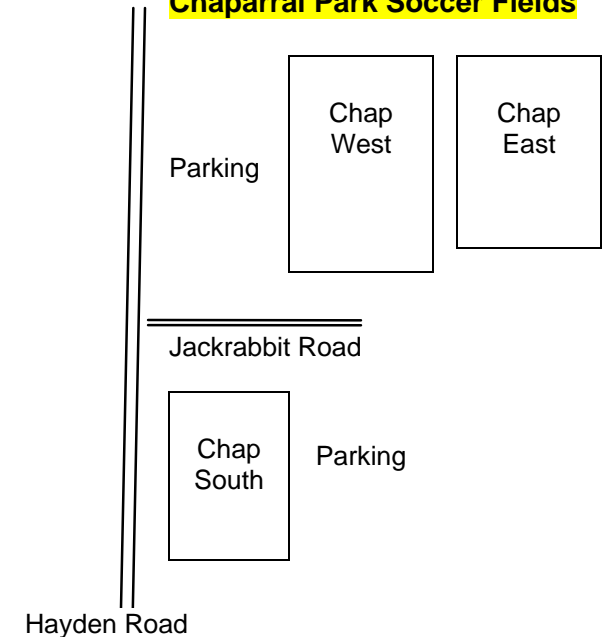 Chaparral Park Soccer Fields
Chap
West
Chap
East
Parking
Jackrabbit Road
Chap
South
Parking
Hayden Road